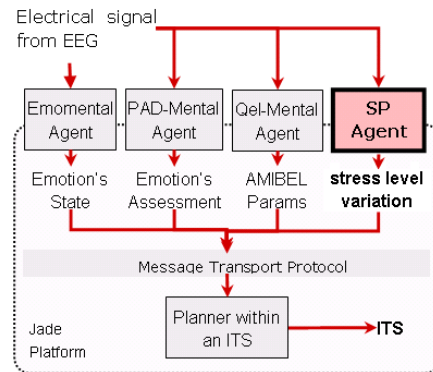 Electrical signal
from EEG
Emomental
Agent
PAD-Mental
Agent
Qel-Mental
Agent
SP
Agent
Emotion's
State
Emotion's
Assessment
AMIBEL
Params
stress level
variation
Message Transport Protocol
Planner within
an ITS
ITS
Jade
Platform